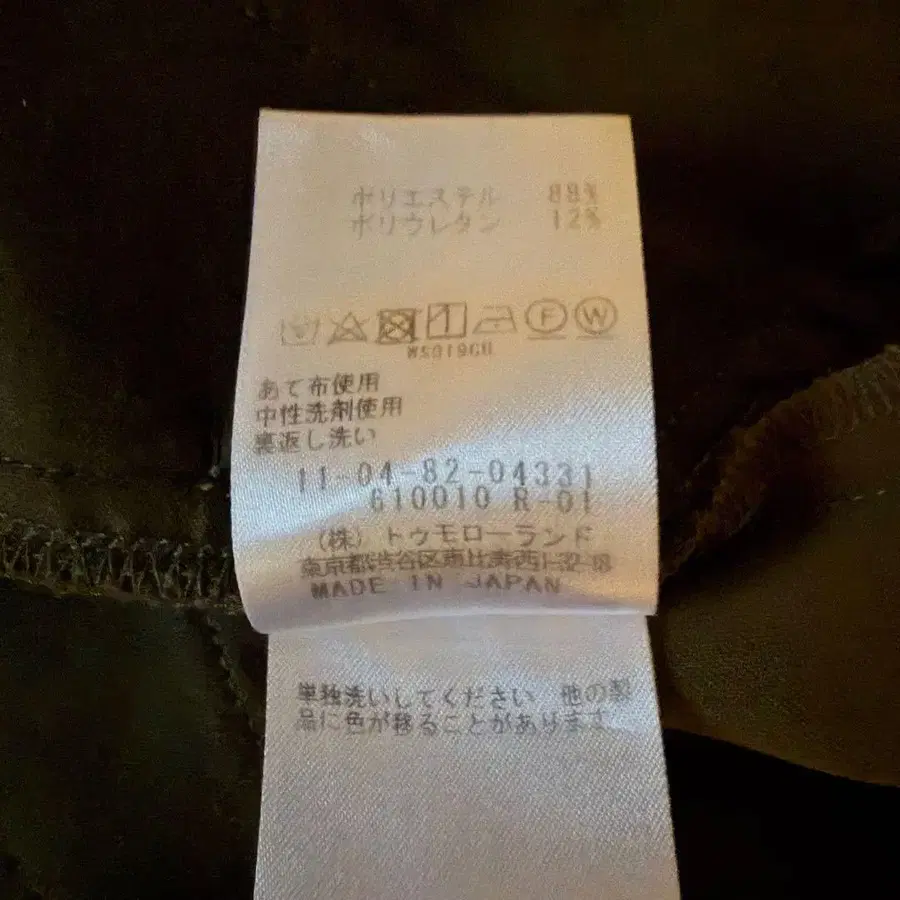 ポリエステル 88%
ポリウレタン 12%
F W
あて布使用
中性洗剤使用
裏返し洗い
11-04-82-04331
610010 R-01
(株)トゥモローランド
東京都渋谷区恵比寿西1-32-18
MADE IN JAPAN
単独洗いしてください 他の製
品に色が移ることがあります